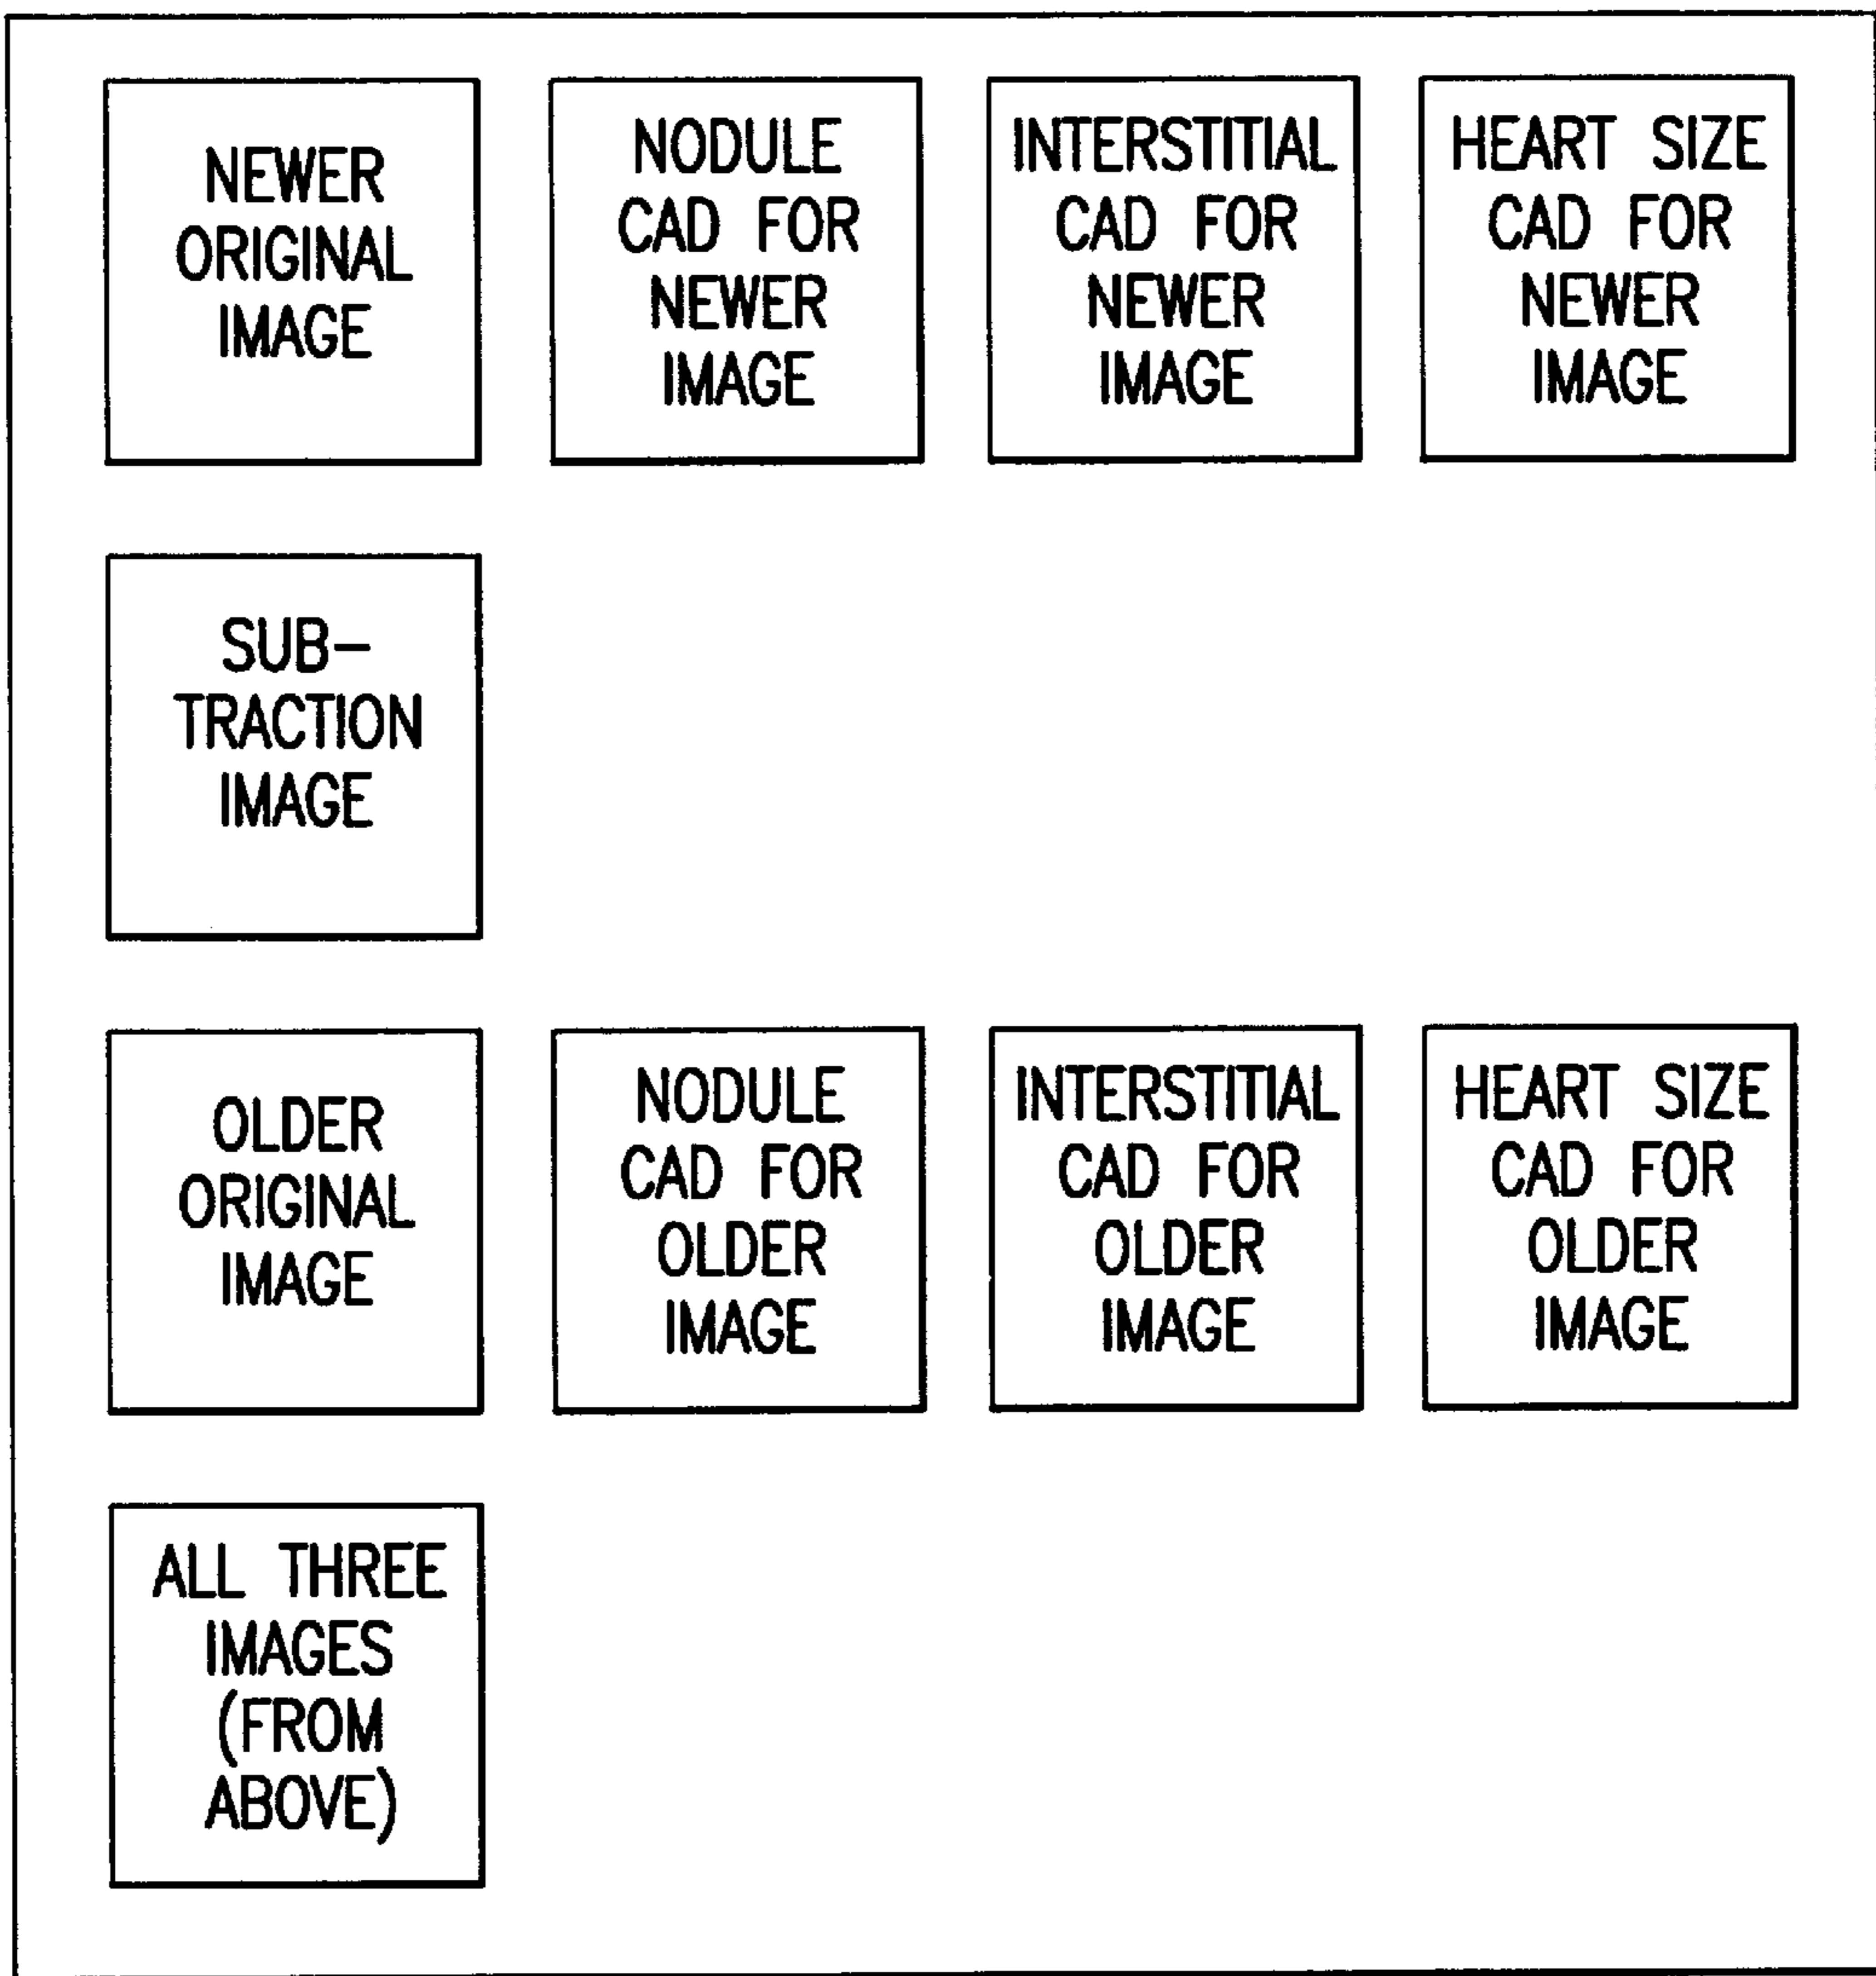 NEWER
ORIGINAL
IMAGE
NODULE
CAD FOR
NEWER
IMAGE
INTERSTITIAL
CAD FOR
NEWER
IMAGE
HEART SIZE
CAD FOR
NEWER
IMAGE
SUB-
TRACTION
IMAGE
OLDER
ORIGINAL
IMAGE
NODULE
CAD FOR
OLDER
IMAGE
INTERSTITIAL
CAD FOR
OLDER
IMAGE
HEART SIZE
CAD FOR
OLDER
IMAGE
ALL THREE
IMAGES
(FROM
ABOVE)